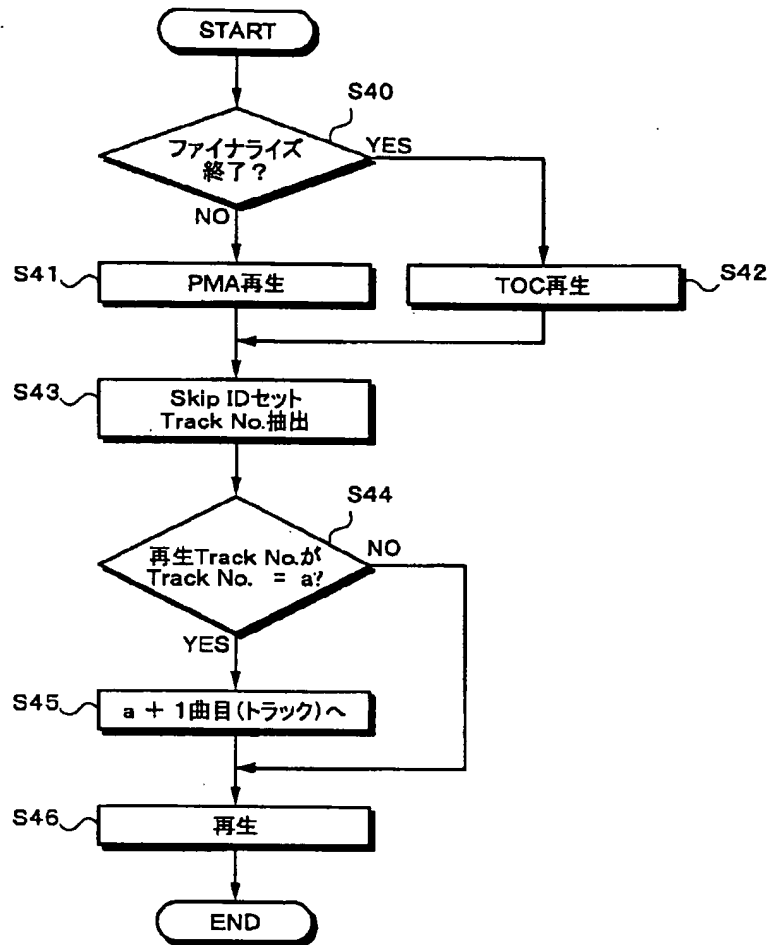 START
S40
ファイナライズ
終了？
YES
NO
S41
PMA再生
TOC再生
S42
S43
Skip IDセット
Track No.抽出
S44
再生Track No.が
Track No. = a?
NO
YES
S45
a + 1曲目(トラック)へ
S46
再生
END